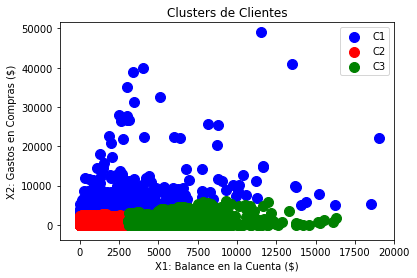 Clusters de Clientes
50000
40000
30000
20000
10000
0
X2: Gastos en Compras ($)
C1
C2
C3
0 2500 5000 7500 10000 12500 15000 17500 20000
X1: Balance en la Cuenta ($)